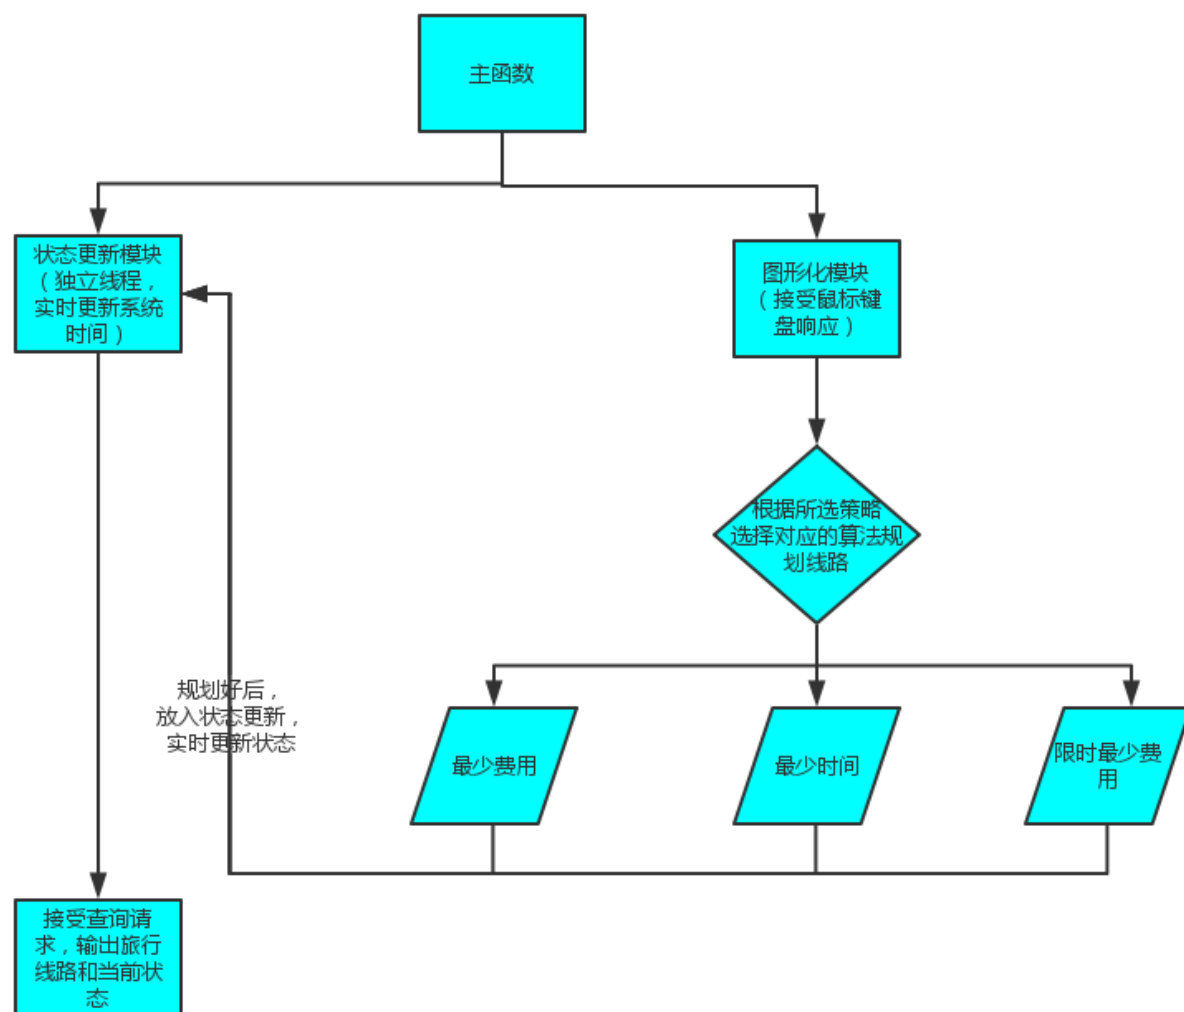 主函数
状态更新模块
（独立线程，
实时更新系统
时间）
图形化模块
（接受鼠标键
盘响应）
根据所选策略
选择对应的算法规
划线路
规划好后，
放入状态更新，
实时更新状态
最少费用
最少时间
限时最少费
用
接受查询请
求，输出旅行
线路和当前状
态